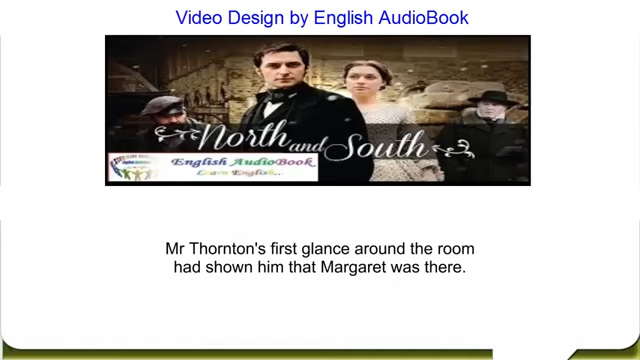 Video Design by English AudioBook
North and South
English AudioBook
Learn English...
Mr Thornton's first glance around the room
had shown him that Margaret was there.